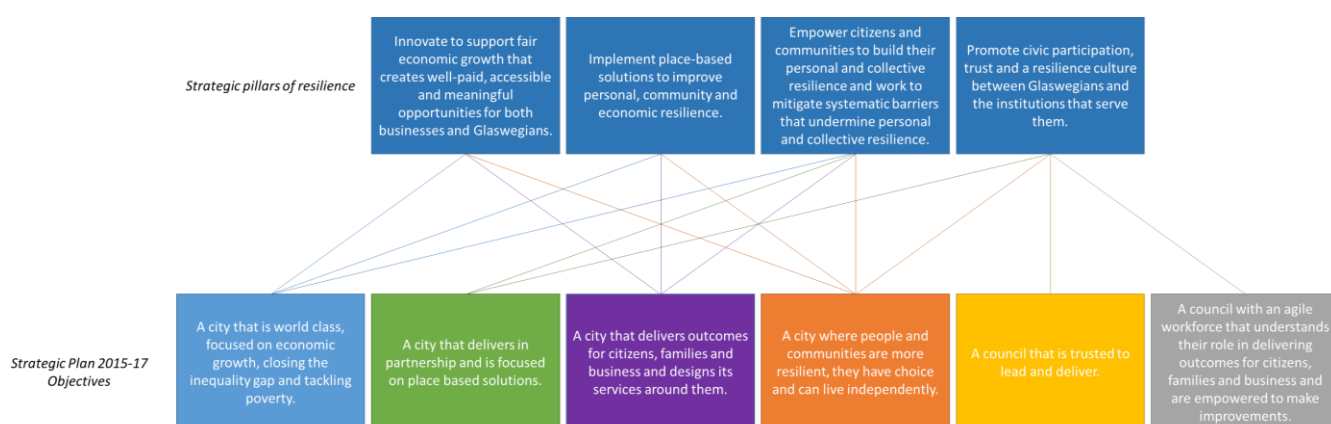 Strategic pillars of resilience
Innovate to support fair
economic growth that
creates well-paid, accessible
and meaningful
opportunities for both
businesses and Glaswegians.
Implement place-based
solutions to improve
personal, community and
economic resilience.
Empower citizens and
communities to build their
personal and collective
resilience and work to
mitigate systematic barriers
that undermine personal
and collective resilience.
Promote civic participation,
trust and a resilience culture
between Glaswegians and
the institutions that serve
them.
Strategic Plan 2015-17
Objectives
A city that is world class,
focused on economic
growth, closing the
inequality gap and tackling
poverty.
A city that delivers in
partnership and is focused
on place based solutions.
A city that delivers outcomes
for citizens, families and
business and designs its
services around them.
A city where people and
communities are more
resilient, they have choice
and can live independently.
A council that is trusted to
lead and deliver.
A council with an agile
workforce that understands
their role in delivering
outcomes for citizens,
families and business and
are empowered to make
improvements.